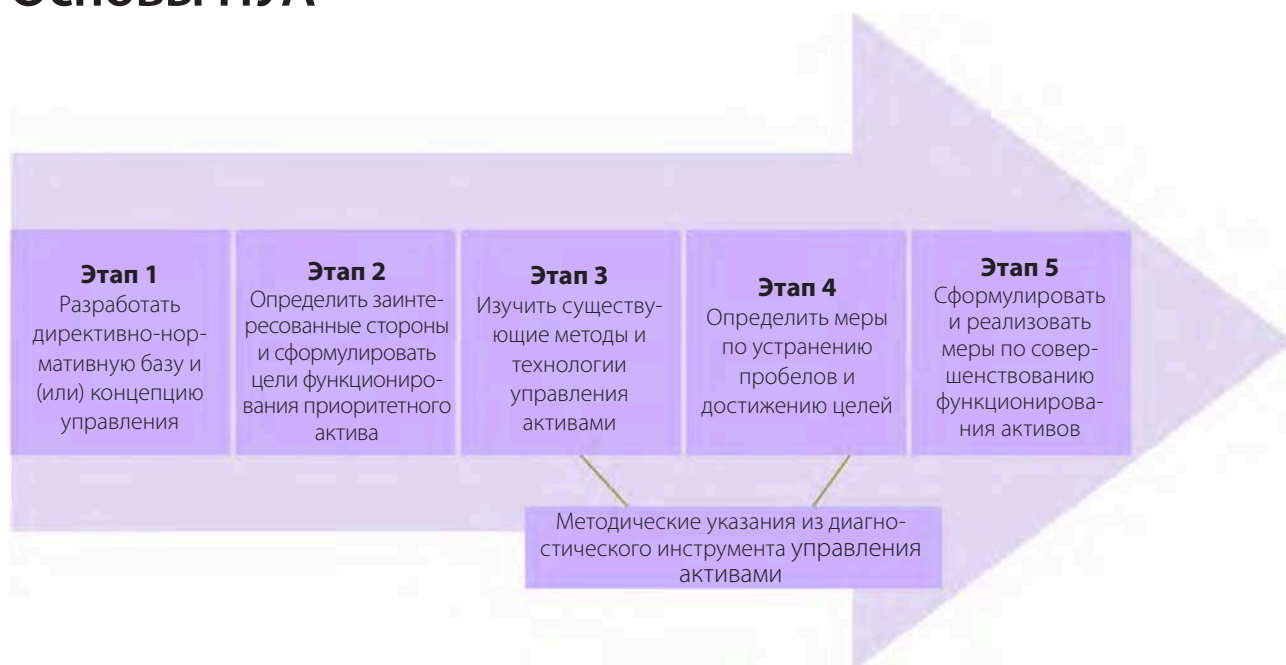 Этап 1
Разработать
директивно-нор-
мативную базу и
(или) концепцию
управления
Этап 2
Определить заинте-
ресованные стороны
и сформулировать
цели функциониро-
вания приоритетного
актива
Этап 3
Изучить существу-
ющие методы и
технологии
управления
активами
Этап 4
Определить меры
по устранению
пробелов и
достижению целей
Этап 5
Сформулировать
и реализовать
меры по совер-
шенствованию
функционирова-
ния активов
Методические указания из диагно-
стического инструмента управления
активами